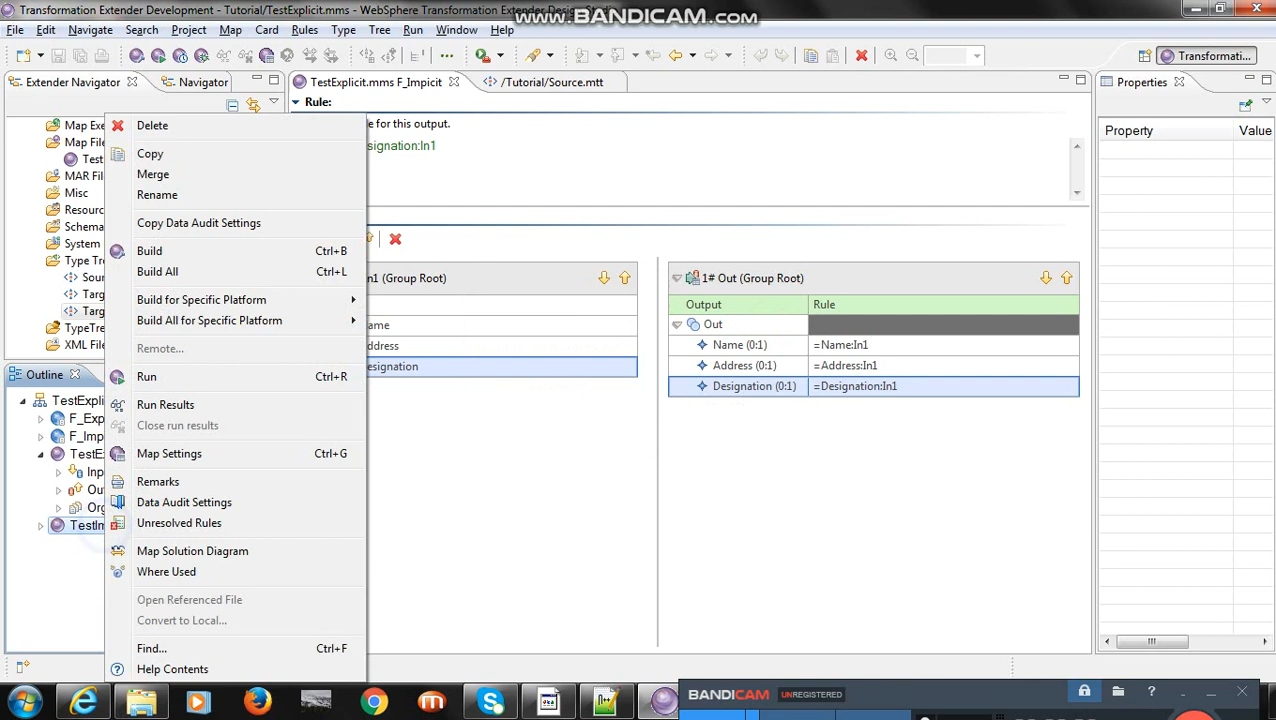 Transformation Extender Development - Tutorial/TestExplicit.mms - WebSphere Transformation Extender Design
www.BANDICAM.com
File Edit Navigate Search Project Map Card Rules Type Tree Run Window Help
Transformati...
Extender Navigator
Navigator
TestExplicit.mms F_Impicit
/Tutorial/Source.mtt
Properties
Rule:
Property Value
Map Exe
Map File
Test
MAR Fil
Misc
Resourc
Schema
System
Type Tre
Sour
Targ
Targ
TypeTre
XML File
Outline
TestExpli
F_Exp
F_Imp
TestE
Inp
Ou
Org
TestIm
Delete
Copy
Merge
Rename
Copy Data Audit Settings
Build Ctrl+B
Build All Ctrl+L
Build for Specific Platform
Build All for Specific Platform
Remote...
Run Ctrl+R
Run Results
Close run results
Map Settings Ctrl+G
Remarks
Data Audit Settings
Unresolved Rules
Map Solution Diagram
Where Used
Open Referenced File
Convert to Local...
Find... Ctrl+F
Help Contents
e for this output.
signation:In1
n1 (Group Root)
ame
ddress
esignation
1# Out (Group Root)
Output Rule
Out
Name (0:1) =Name:In1
Address (0:1) =Address:In1
Designation (0:1) =Designation:In1
BANDICAM UNREGISTERED